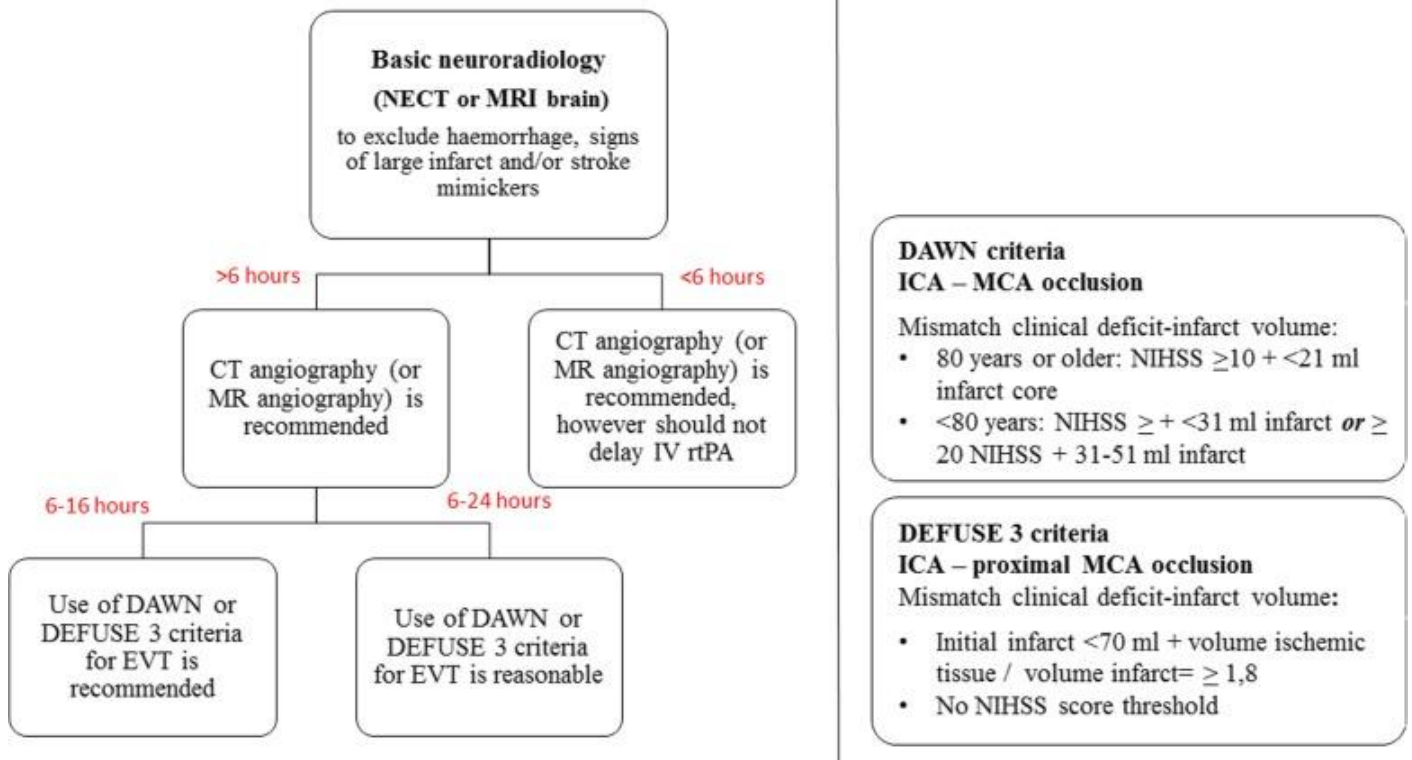 Basic neuroradiology
(NECT or MRI brain)
to exclude haemorrhage, signs
of large infarct and/or stroke
mimickers
>6 hours
<6 hours
CT angiography (or
MR angiography) is
recommended
CT angiography (or
MR angiography) is
recommended,
however should not
delay IV rtPA
6-16 hours
6-24 hours
Use of DAWN or
DEFUSE 3 criteria
for EVT is
recommended
Use of DAWN or
DEFUSE 3 criteria
for EVT is reasonable
DAWN criteria
ICA – MCA occlusion
Mismatch clinical deficit-infarct volume:
• 80 years or older: NIHSS ≥10 + <21 ml
infarct core
• <80 years: NIHSS ≥ + <31 ml infarct or ≥
20 NIHSS + 31-51 ml infarct
DEFUSE 3 criteria
ICA – proximal MCA occlusion
Mismatch clinical deficit-infarct volume:
• Initial infarct <70 ml + volume ischemic
tissue / volume infarct= ≥ 1,8
• No NIHSS score threshold